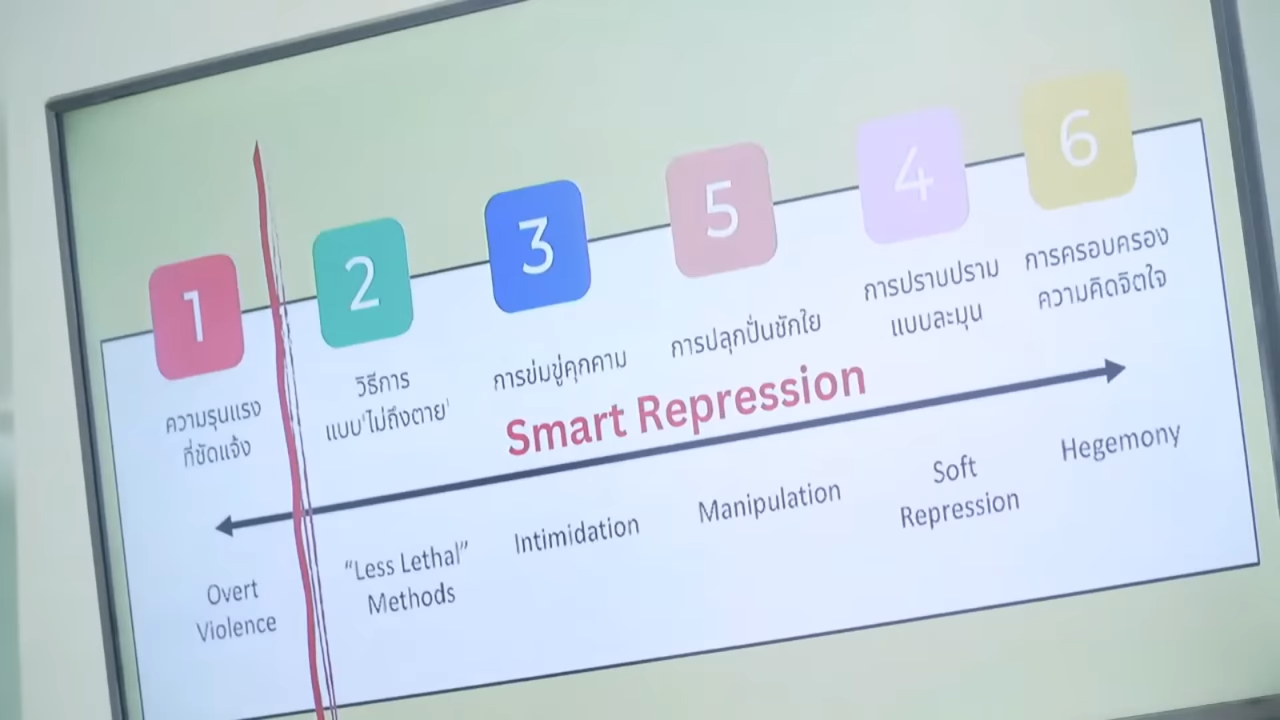 1
2
3
5
4
6
ความรุนแรง
ที่ชัดแจ้ง
วิธีการ
แบบ'ไม่ถึงตาย'
การข่มขู่คุกคาม
การปลุกปั่นชักใย
การปราบปราม
แบบละมุน
การครอบครอง
ความคิดจิตใจ
Smart Repression
Overt
Violence
“Less Lethal”
Methods
Intimidation
Manipulation
Soft
Repression
Hegemony